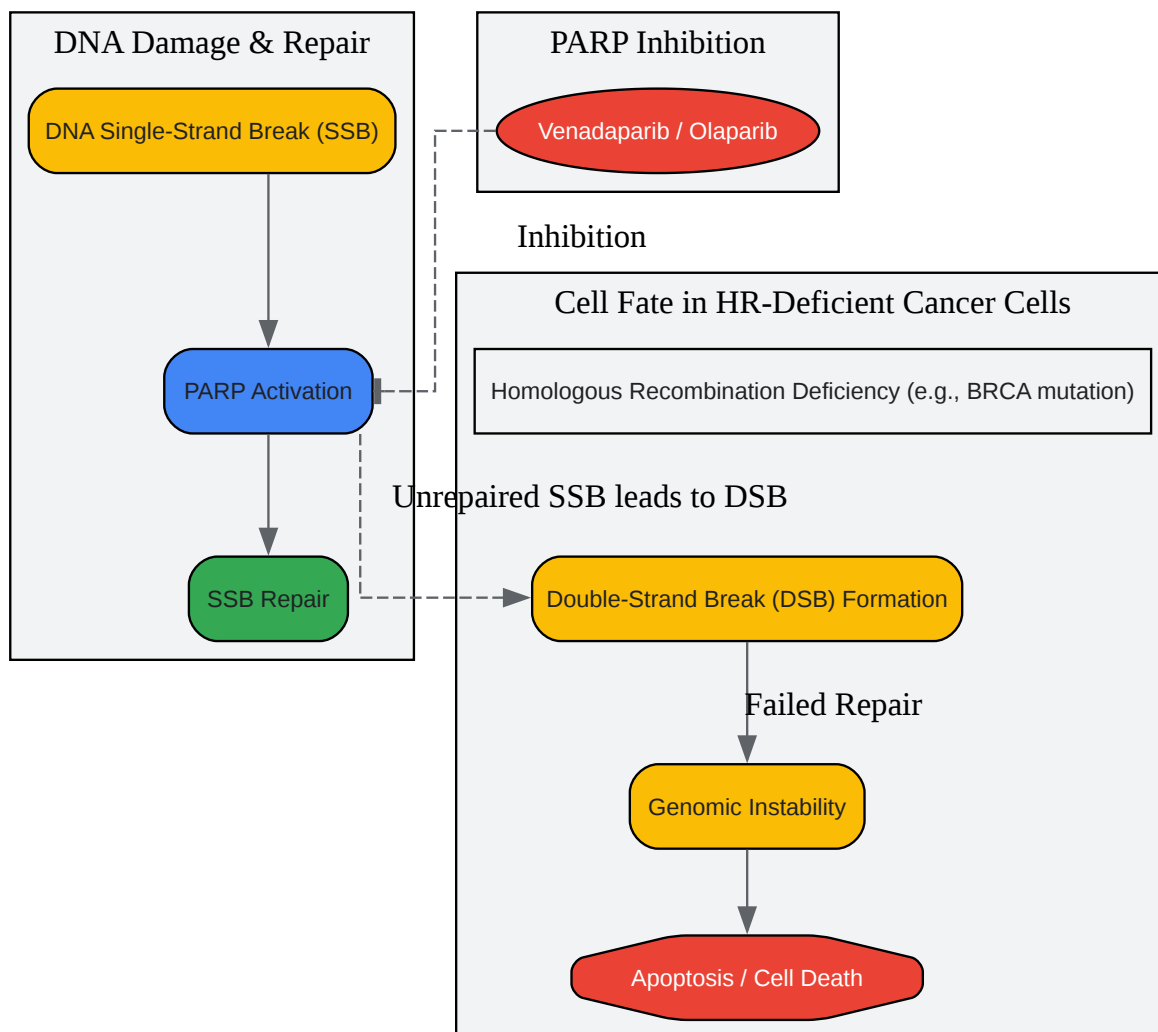 DNA Damage & Repair
DNA Single-Strand Break (SSB)
PARP Activation
SSB Repair
PARP Inhibition
Venadaparib / Olaparib
Inhibition
Cell Fate in HR-Deficient Cancer Cells
Homologous Recombination Deficiency (e.g., BRCA mutation)
Unrepaired SSB leads to DSB
Double-Strand Break (DSB) Formation
Failed Repair
Genomic Instability
Apoptosis / Cell Death